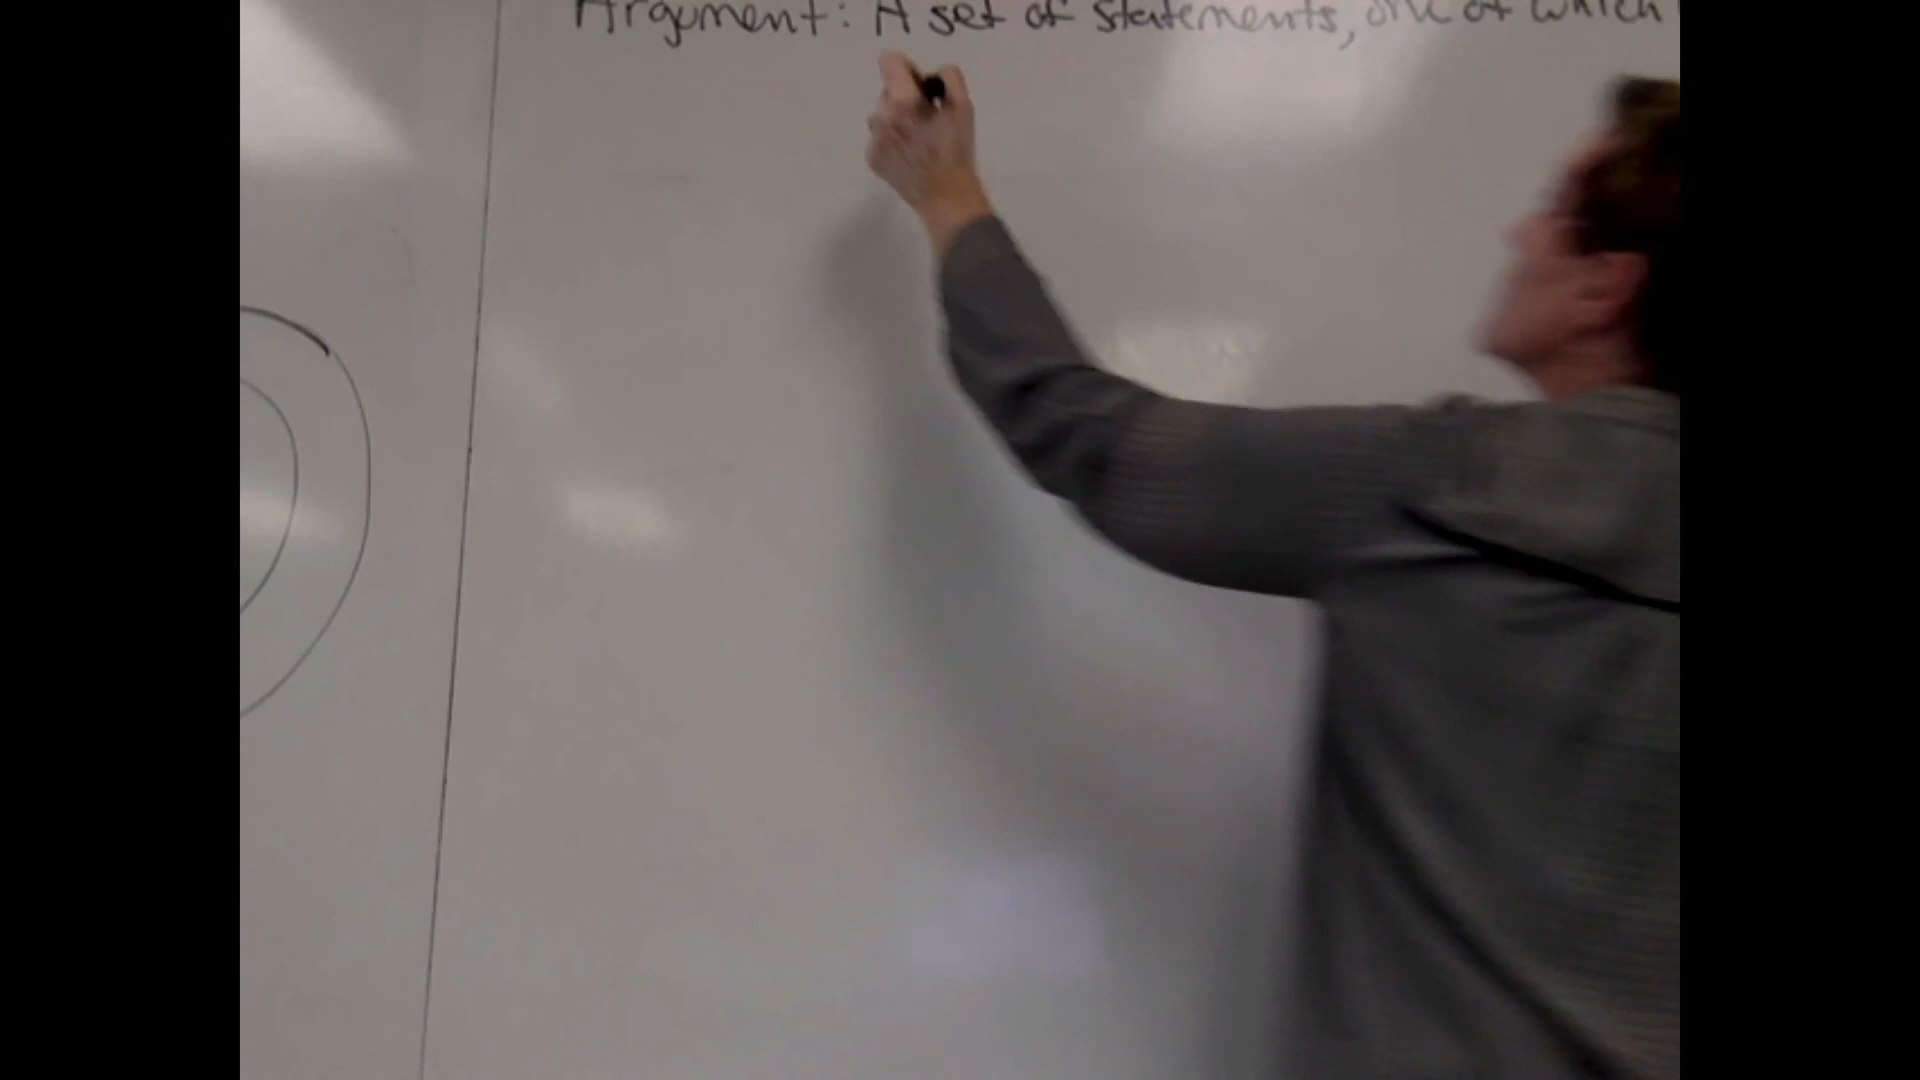 Argument: A set of statements, one of which